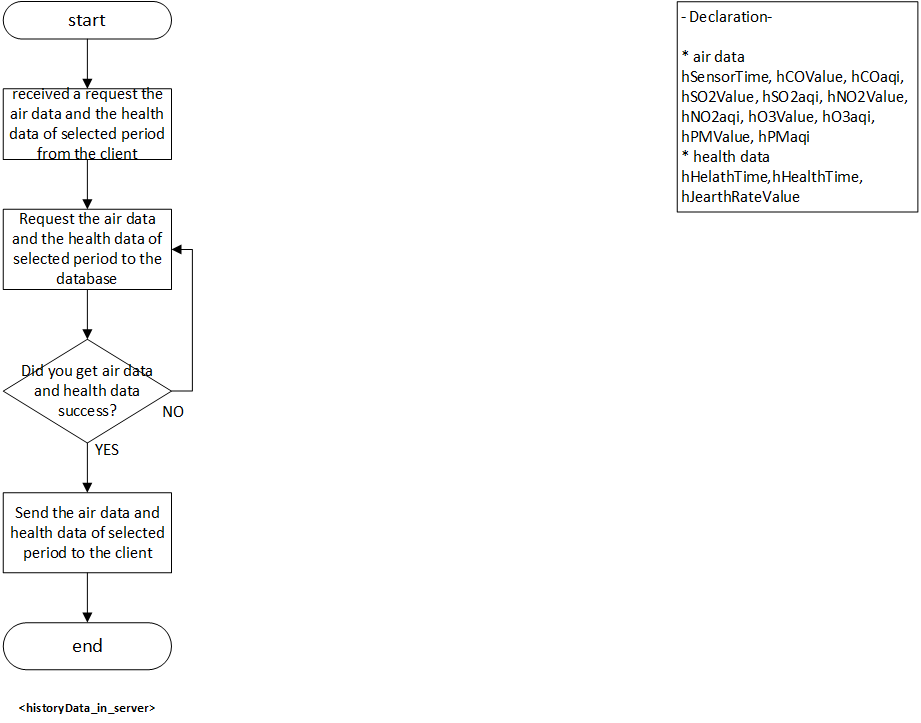 start
received a request the
air data and the health
data of selected period
from the client
Request the air data
and the health data of
selected period to the
database
Did you get air data
and health data
success?
NO
YES
Send the air data and
health data of selected
period to the client
end
<historyData_in_server>
- Declaration-
* air data
hSensorTime, hCOValue, hCOaqi,
hSO2Value, hSO2aqi, hNO2Value,
hNO2aqi, hO3Value, hO3aqi,
hPMValue, hPMaqi
* health data
hHelathTime,hHealthTime,
hJearthRateValue